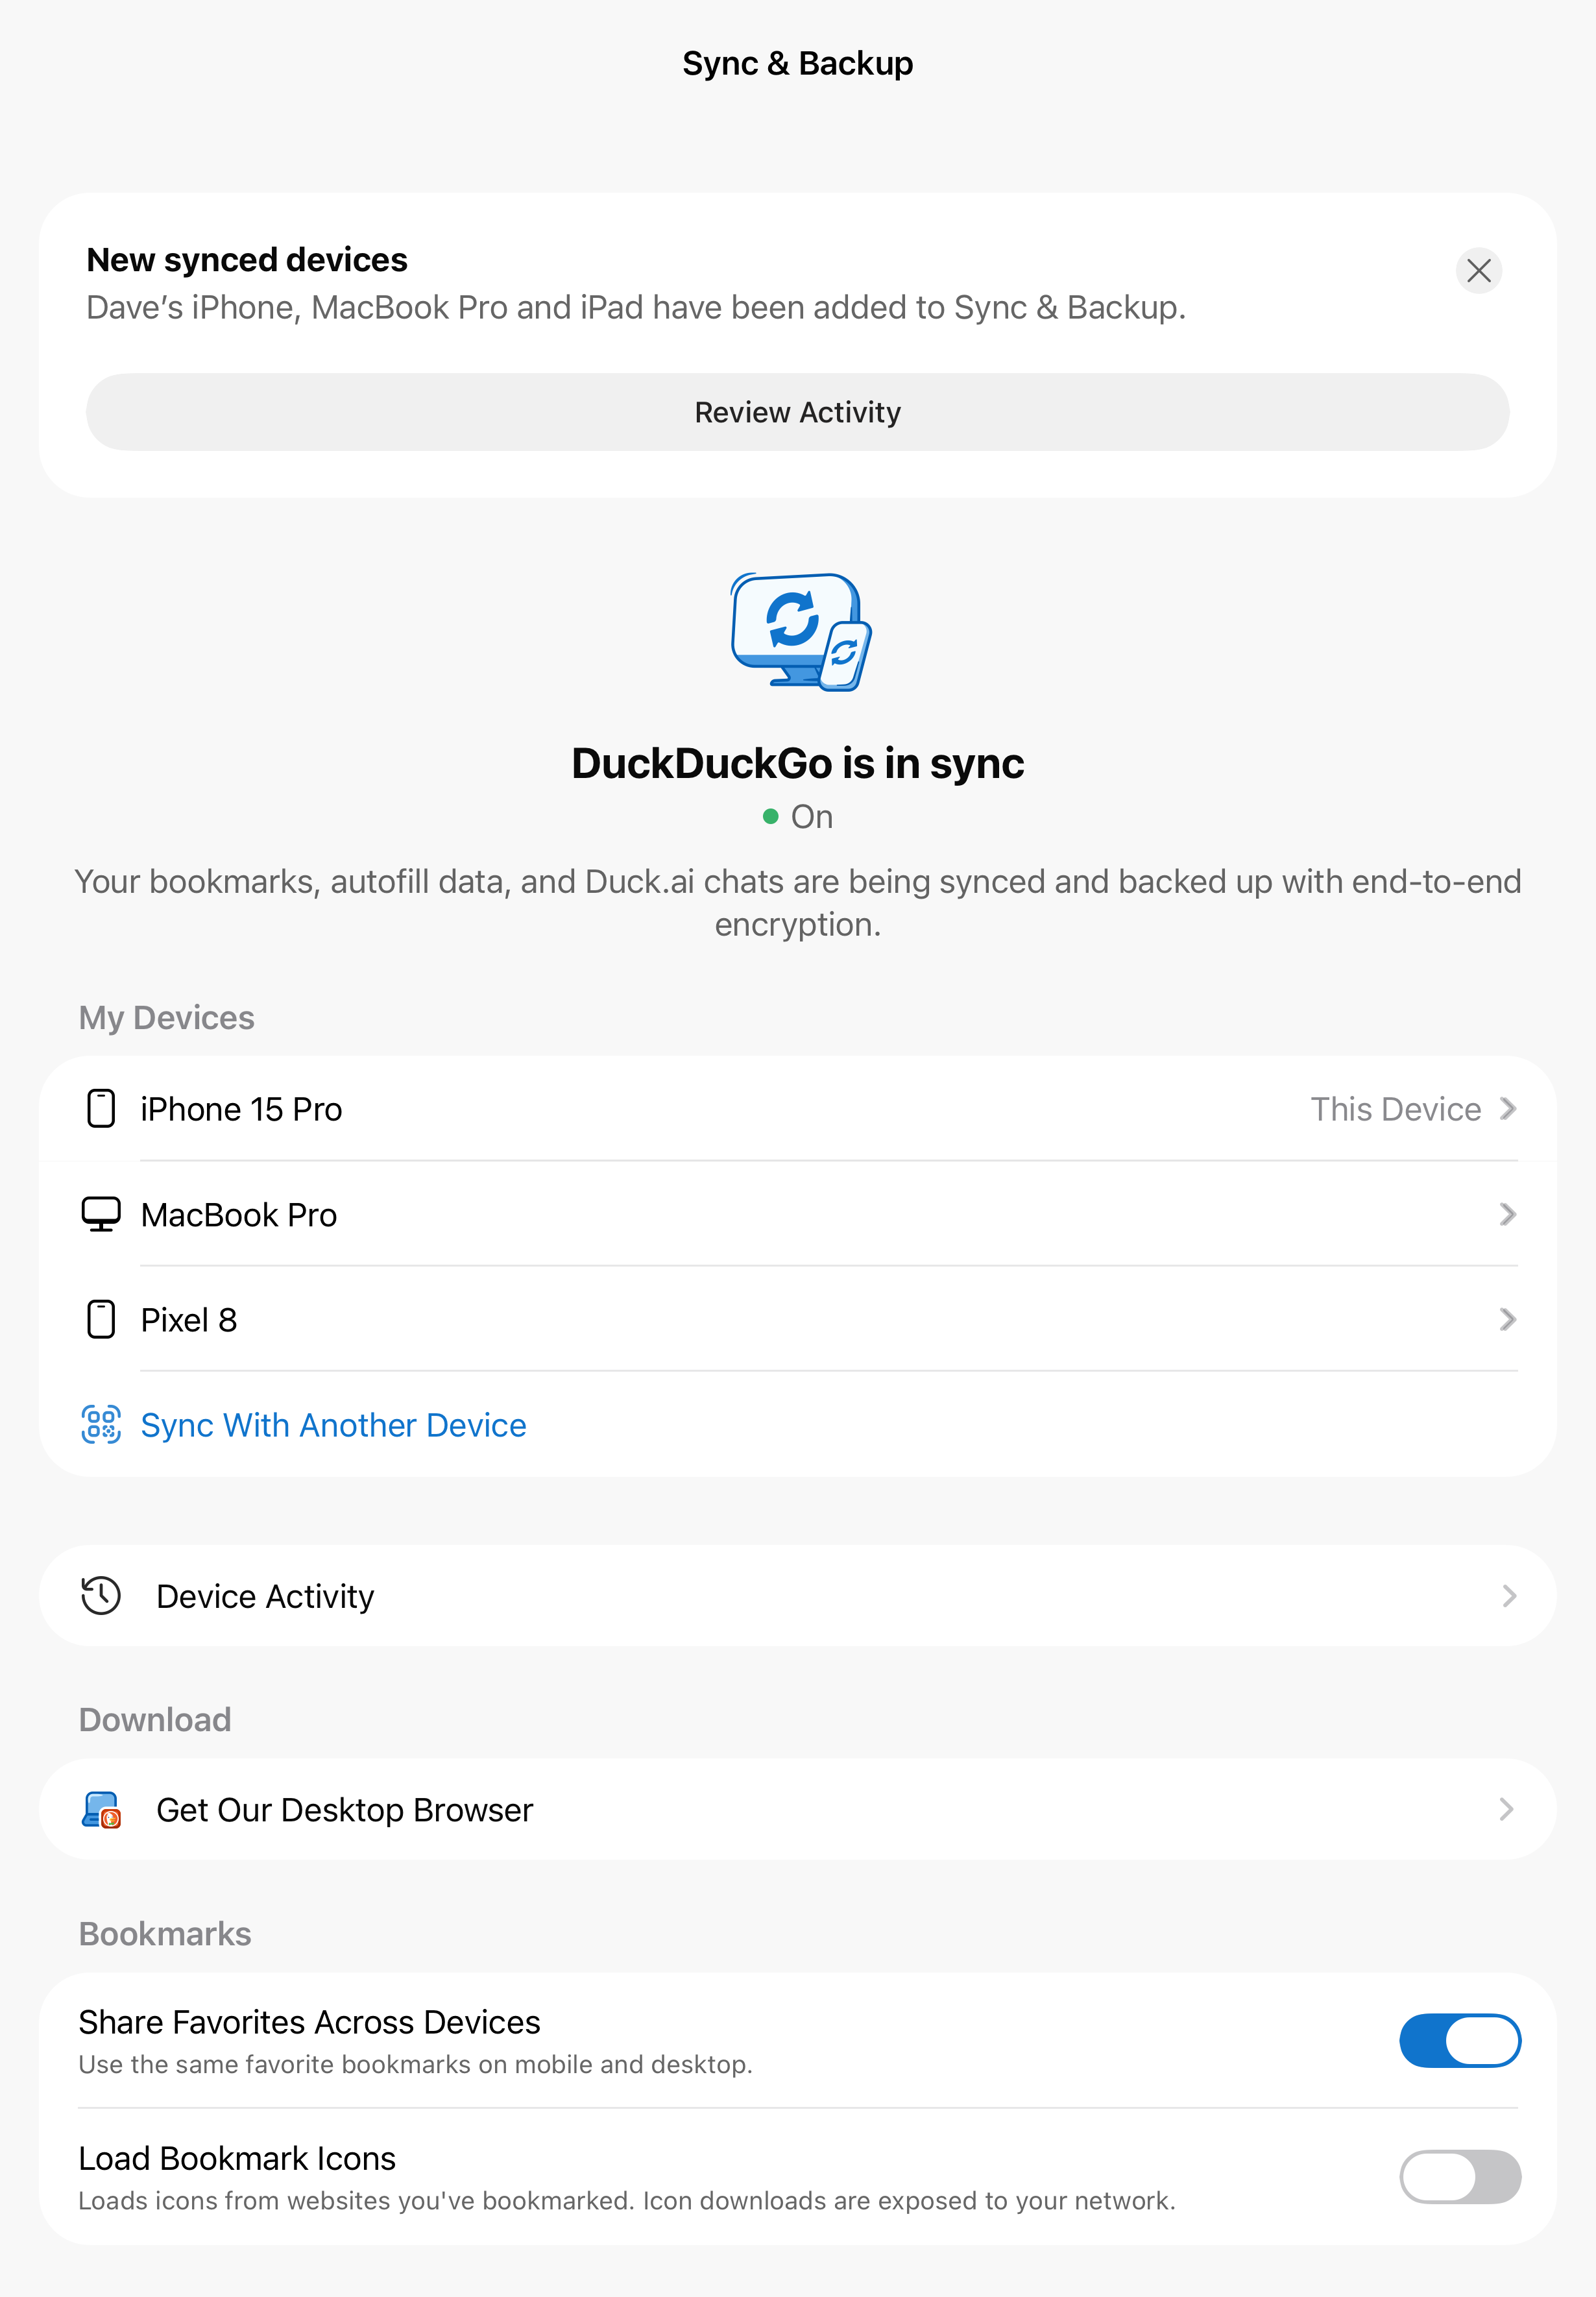 Sync & Backup
New synced devices
Dave’s iPhone, MacBook Pro and iPad have been added to Sync & Backup.
Review Activity
DuckDuckGo is in sync
On
Your bookmarks, autofill data, and Duck.ai chats are being synced and backed up with end-to-end
encryption.
My Devices
iPhone 15 Pro This Device
MacBook Pro
Pixel 8
Sync With Another Device
Device Activity
Download
Get Our Desktop Browser
Bookmarks
Share Favorites Across Devices
Use the same favorite bookmarks on mobile and desktop.
Load Bookmark Icons
Loads icons from websites you've bookmarked. Icon downloads are exposed to your network.